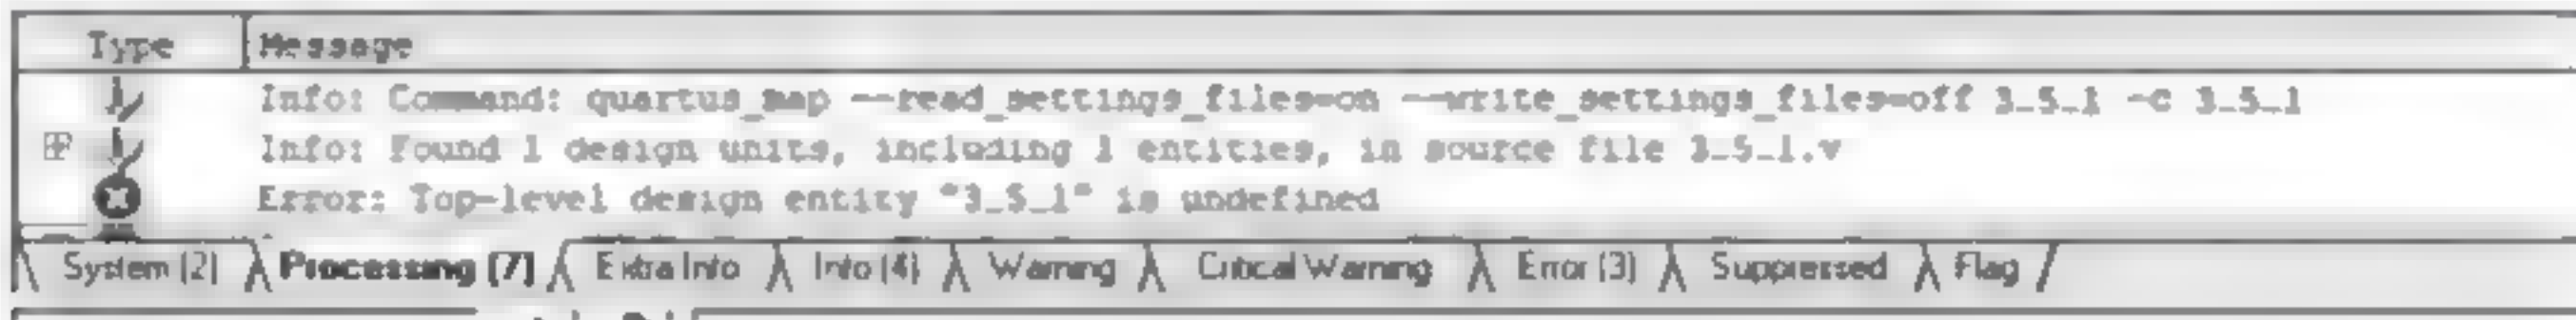 Type Message
Info: Command: quartus_map --read_settings_files=on --write_settings_files=off 3_5_1 -c 3_5_1
Info: Found 1 design units, including 1 entities, in source file 3_5_1.v
Error: Top-level design entity "3_5_1" is undefined
System (2) Processing (7) Extra Info Info (4) Warning Critical Warning Error (3) Suppressed Flag